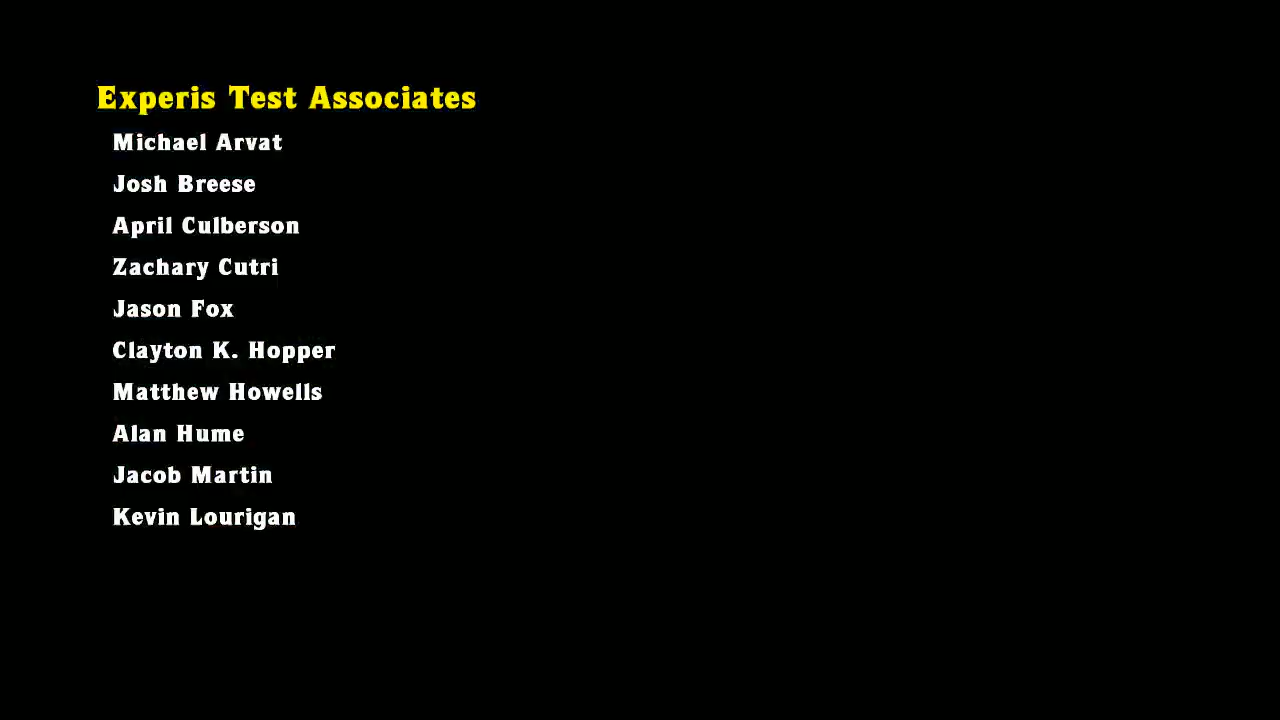 Experis Test Associates
Michael Arvat
Josh Breese
April Culberson
Zachary Cutri
Jason Fox
Clayton K. Hopper
Matthew Howells
Alan Hume
Jacob Martin
Kevin Lourigan